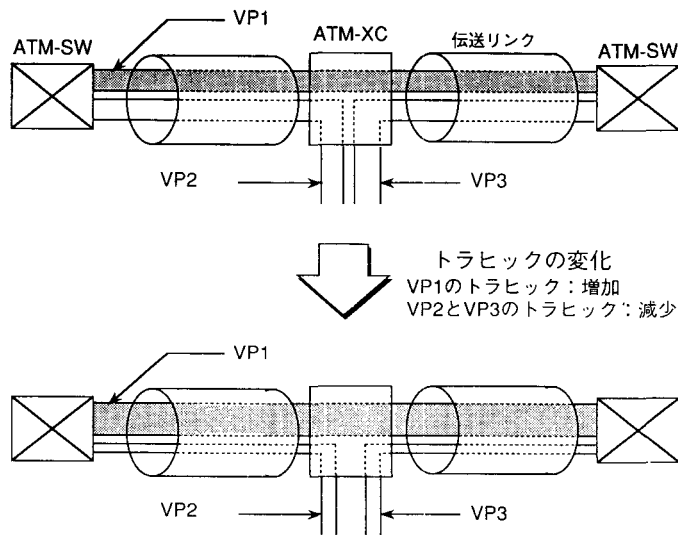 VP1
ATM-SW
ATM-XC
伝送リンク
ATM-SW
VP2
VP3
トラヒックの変化
VP1のトラヒック：増加
VP2とVP3のトラヒック：減少
VP1
VP2
VP3